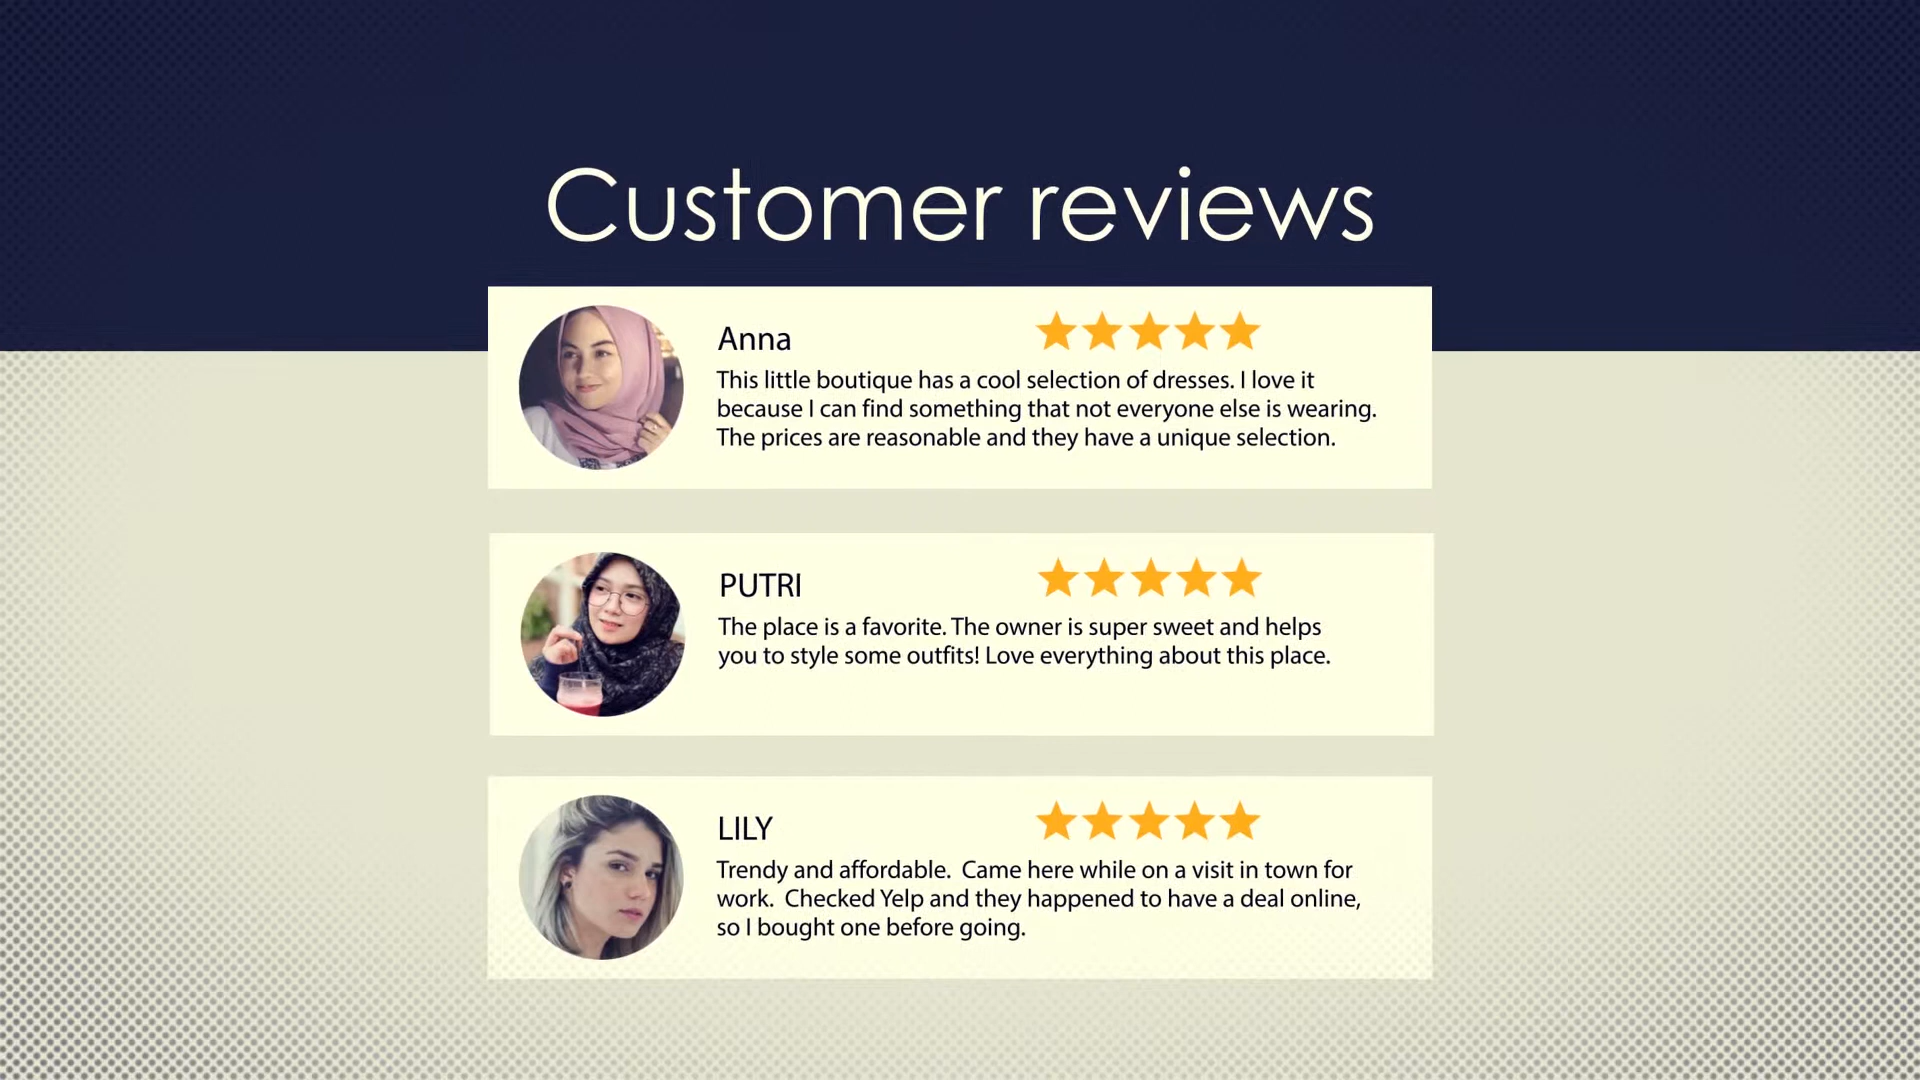 Customer reviews
Anna
This little boutique has a cool selection of dresses. I love it
because I can find something that not everyone else is wearing.
The prices are reasonable and they have a unique selection.
PUTRI
The place is a favorite. The owner is super sweet and helps
you to style some outfits! Love everything about this place.
LILY
Trendy and affordable.  Came here while on a visit in town for
work.  Checked Yelp and they happened to have a deal online,
so I bought one before going.